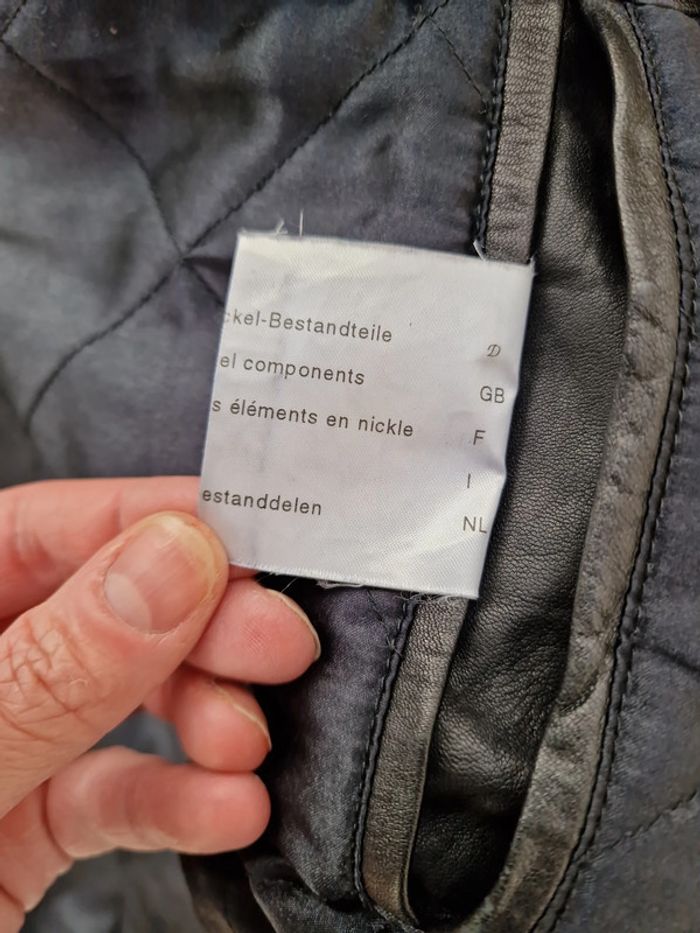 ckel-Bestandteile D
el components GB
s éléments en nickle F
I
estanddelen NL